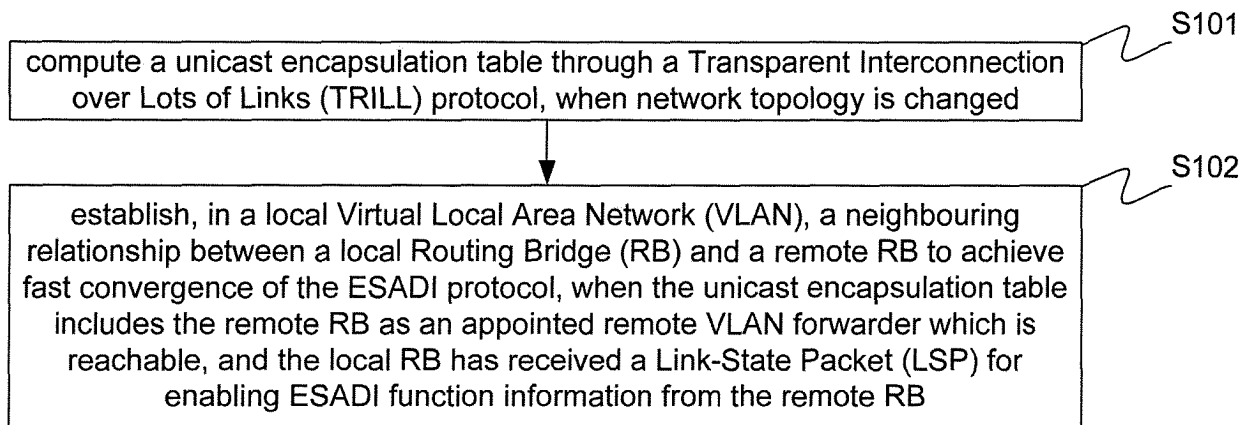 S101
compute a unicast encapsulation table through a Transparent Interconnection
over Lots of Links (TRILL) protocol, when network topology is changed
S102
establish, in a local Virtual Local Area Network (VLAN), a neighbouring
relationship between a local Routing Bridge (RB) and a remote RB to achieve
fast convergence of the ESADI protocol, when the unicast encapsulation table
includes the remote RB as an appointed remote VLAN forwarder which is
reachable, and the local RB has received a Link-State Packet (LSP) for
enabling ESADI function information from the remote RB